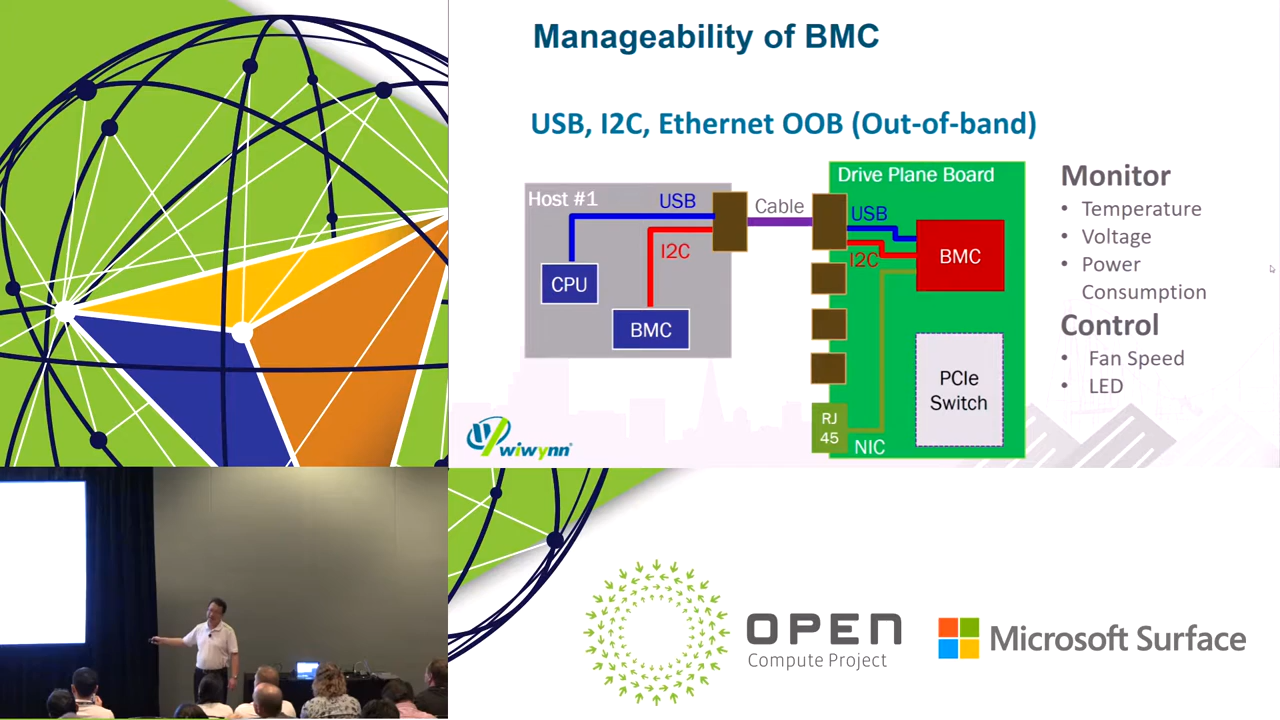 Manageability of BMC
USB, I2C, Ethernet OOB (Out-of-band)
Host #1
USB
I2C
CPU
BMC
Cable
Drive Plane Board
USB
I2C
BMC
PCIe
Switch
RJ
45
NIC
Monitor
• Temperature
• Voltage
• Power
Consumption
Control
• Fan Speed
• LED
wiwynn
OPEN
Compute Project
Microsoft Surface